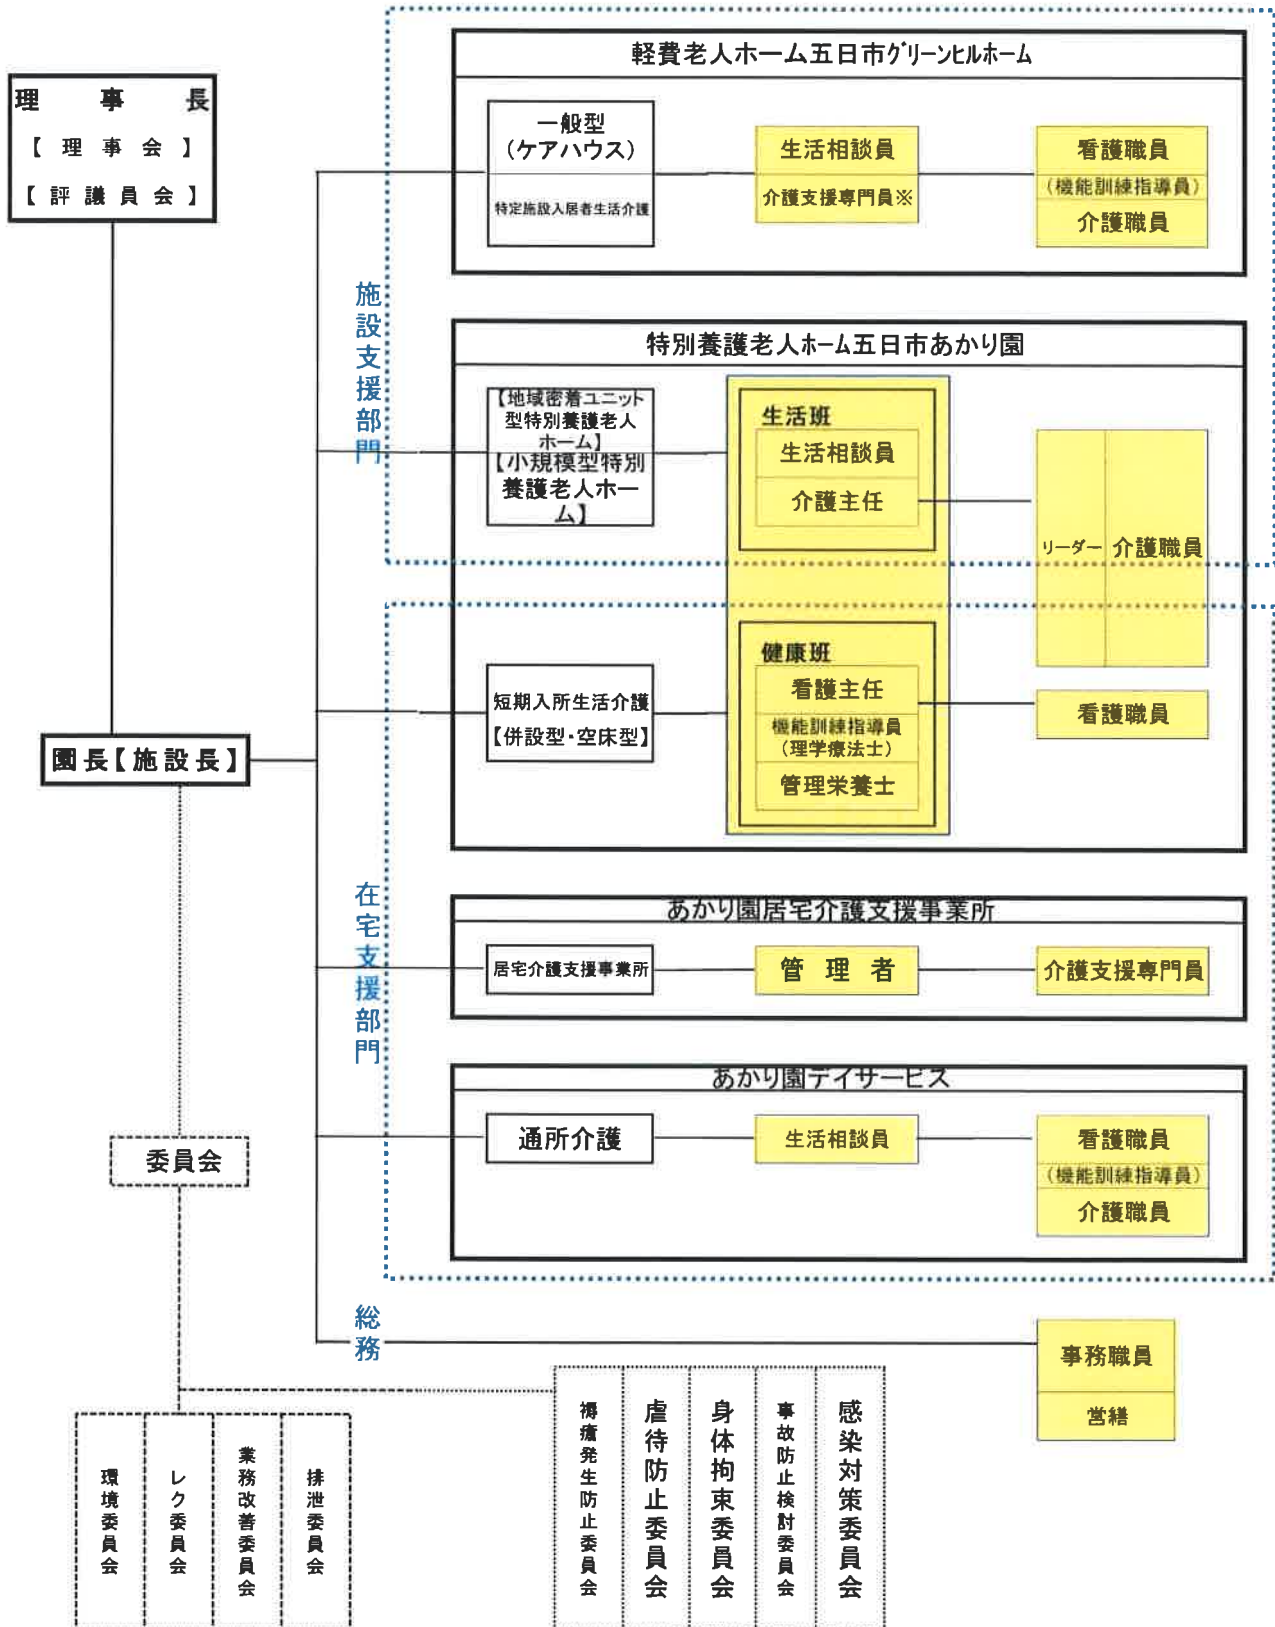 理事長
【理事会】
【評議員会】
園長【施設長】
委員会
環境委員会
レク委員会
業務改善委員会
排泄委員会
褥瘡発生防止委員会
虐待防止委員会
身体拘束委員会
事故防止検討委員会
感染対策委員会
施設支援部門
軽費老人ホーム五日市グリーンヒルホーム
一般型
(ケアハウス)
特定施設入居者生活介護
生活相談員
介護支援専門員※
看護職員
(機能訓練指導員)
介護職員
特別養護老人ホーム五日市あかり園
【地域密着ユニット
型特別養護老人
ホーム】
【小規模型特別
養護老人ホー
ム】
生活班
生活相談員
介護主任
リーダー
介護職員
短期入所生活介護
【併設型・空床型】
健康班
看護主任
機能訓練指導員
(理学療法士)
管理栄養士
看護職員
在宅支援部門
あかり園居宅介護支援事業所
居宅介護支援事業所
管理者
介護支援専門員
あかり園デイサービス
通所介護
生活相談員
看護職員
(機能訓練指導員)
介護職員
総務
事務職員
営繕